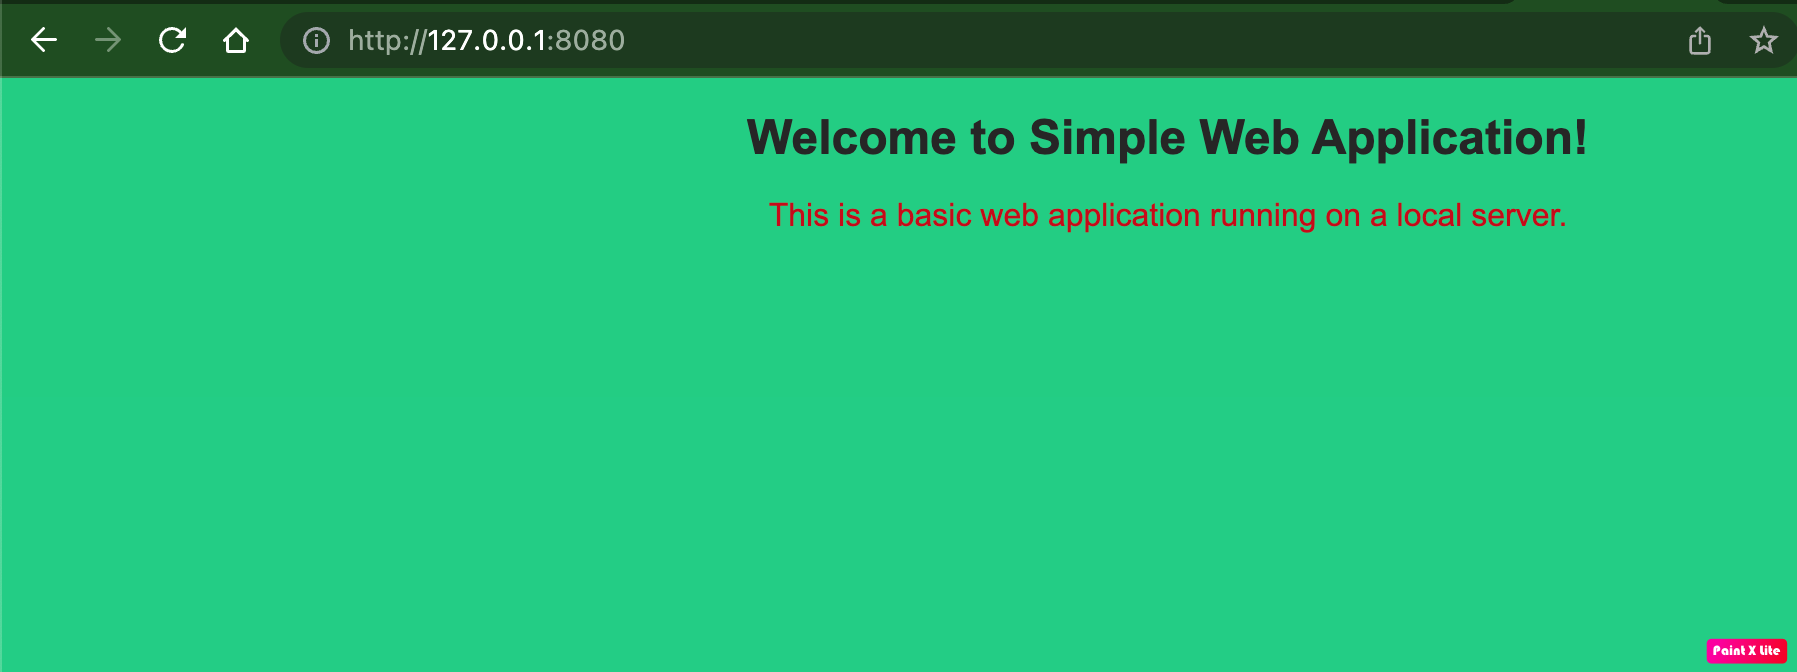 http://127.0.0.1:8080
Welcome to Simple Web Application!
This is a basic web application running on a local server.
Paint X Lite